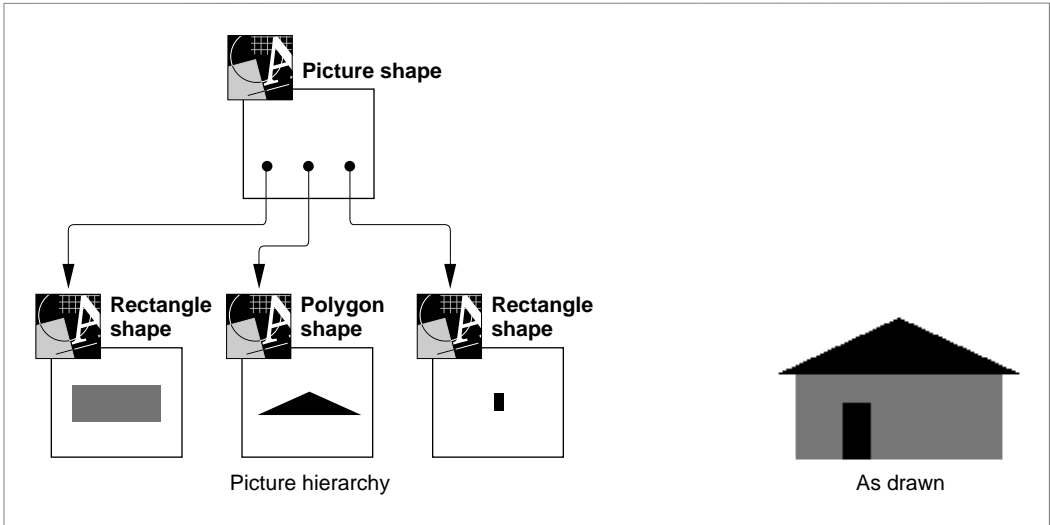 Picture shape
Rectangle
shape
Polygon
shape
Rectangle
shape
Picture hierarchy
As drawn